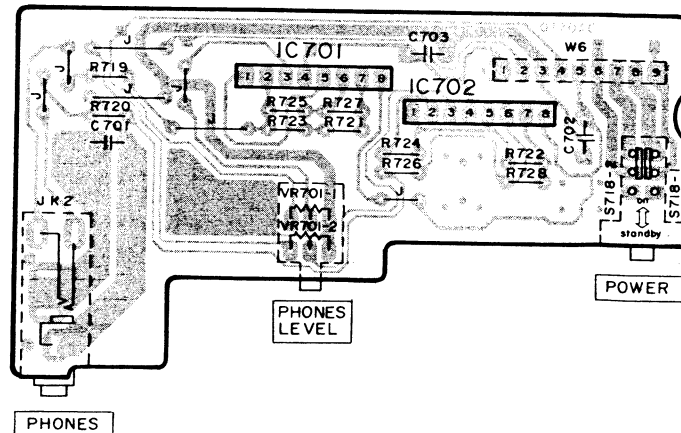 C703
J
IC701
W6
R719
1 2 3 4 5 6 7 8
IC702
1 2 3 4 5 6 7 8 9
J
J
J
R720
R725
R727
1 2 3 4 5 6 7 8
C701
R723
R721
C702
R724
J
R726
R722
R728
S718-2
S718-1
JK2
VR701-1
J
on
VR701-2
standby
POWER
PHONES
LEVEL
PHONES